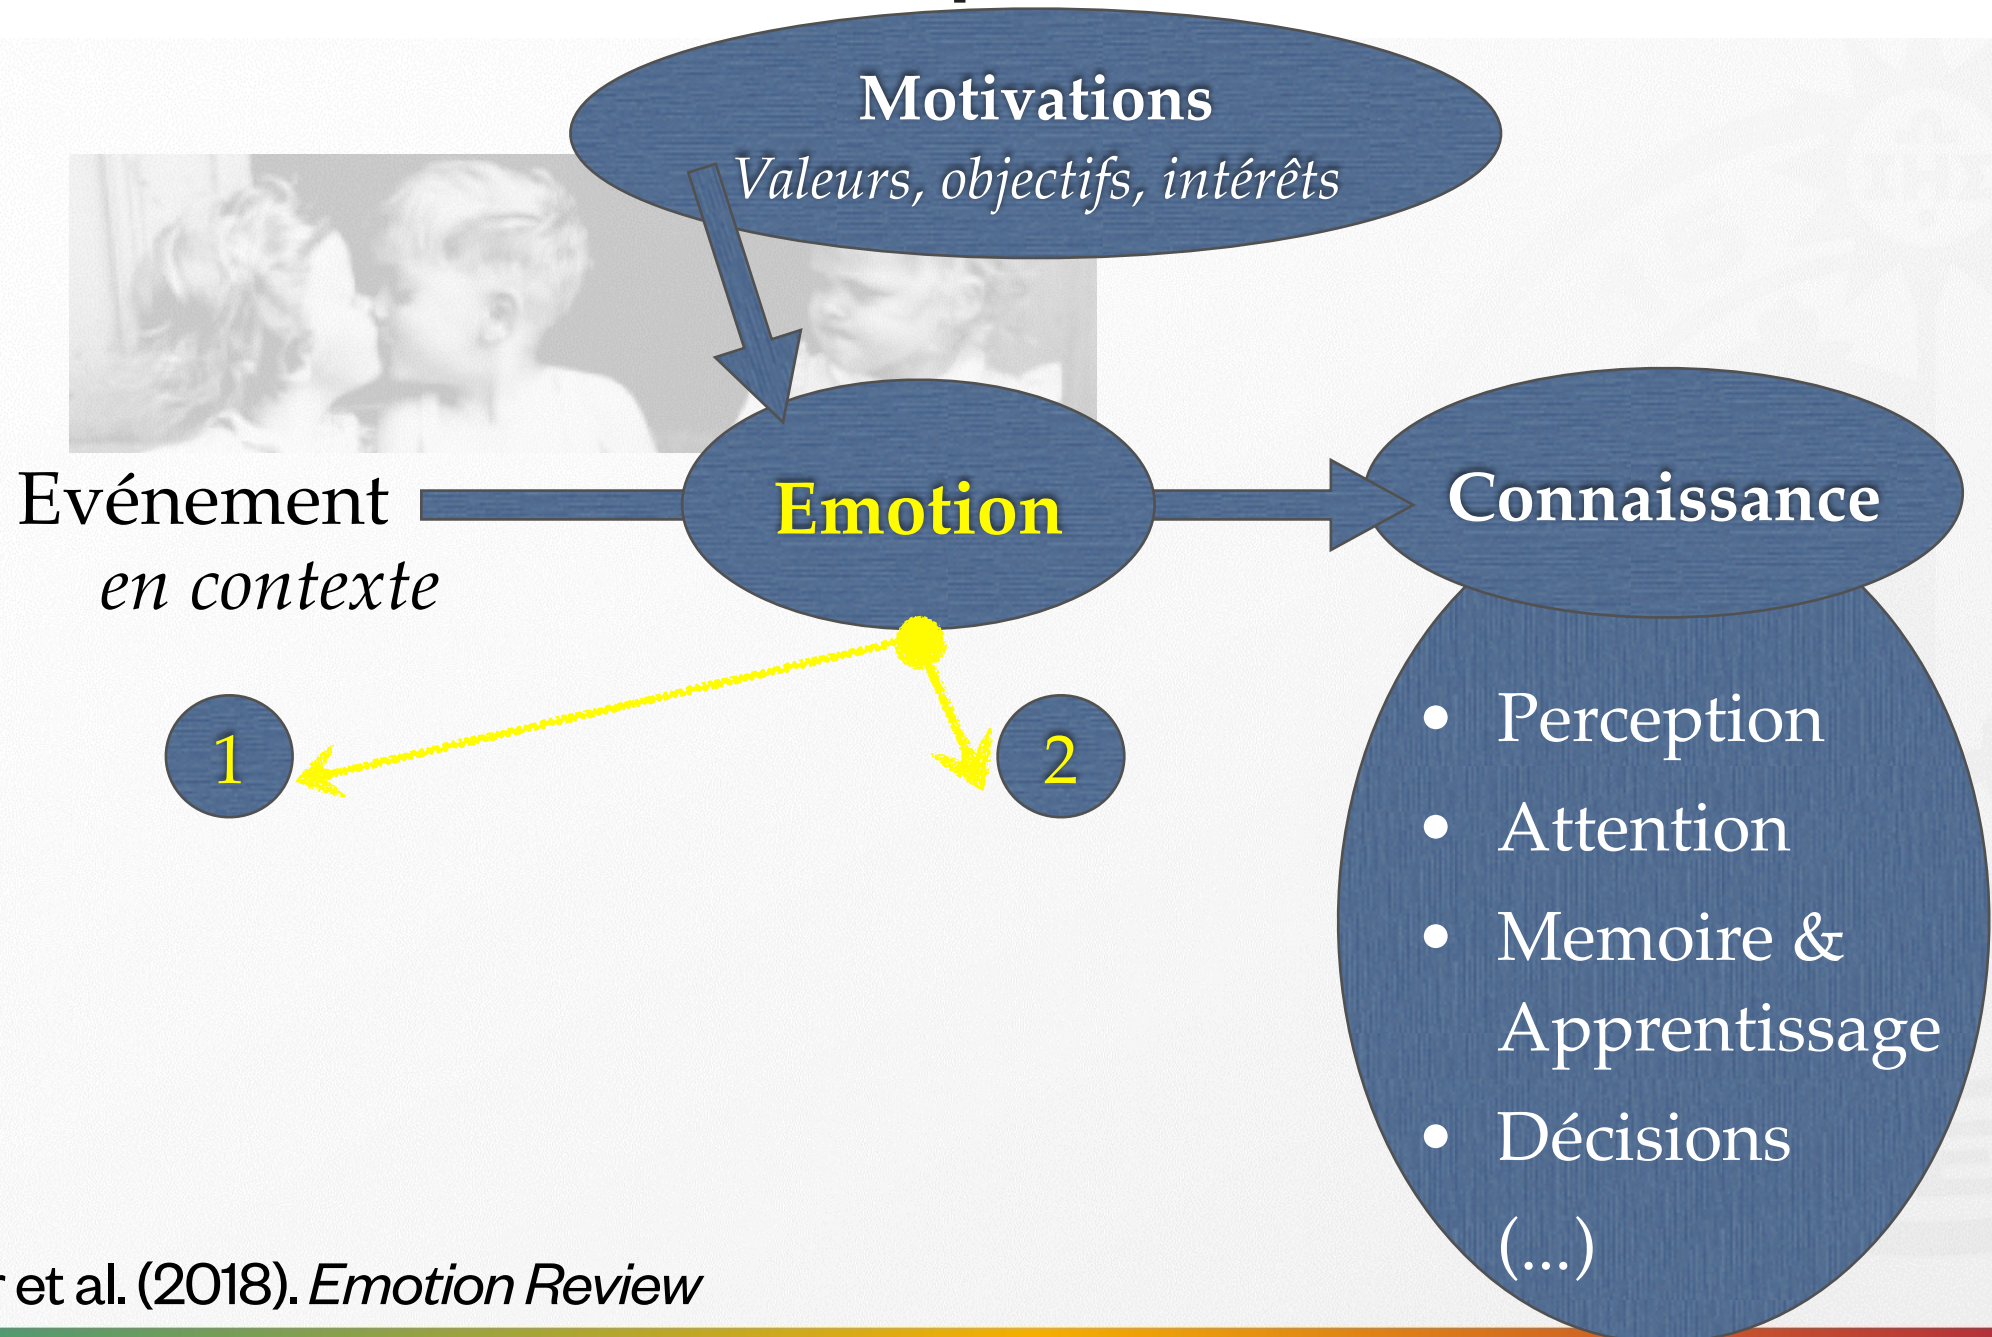 Motivations
Valeurs, objectifs, intérêts
Evénement
en contexte
Emotion
Connaissance
1
2
• Perception
• Attention
• Memoire &
Apprentissage
• Décisions
(...)
et al. (2018). Emotion Review